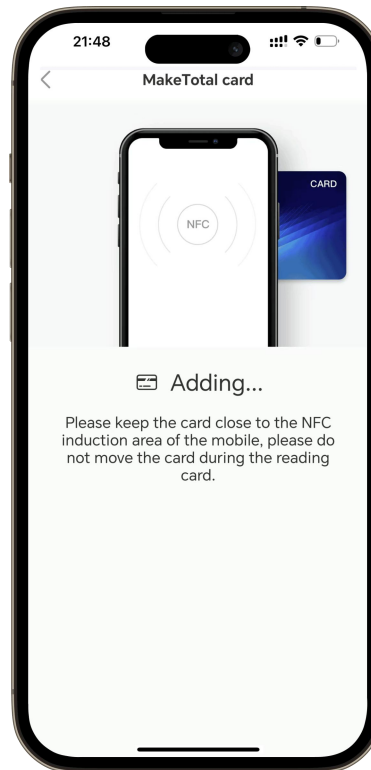 21:48
MakeTotal card
CARD
NFC
Adding...
Please keep the card close to the NFC
induction area of the mobile, please do
not move the card during the reading
card.